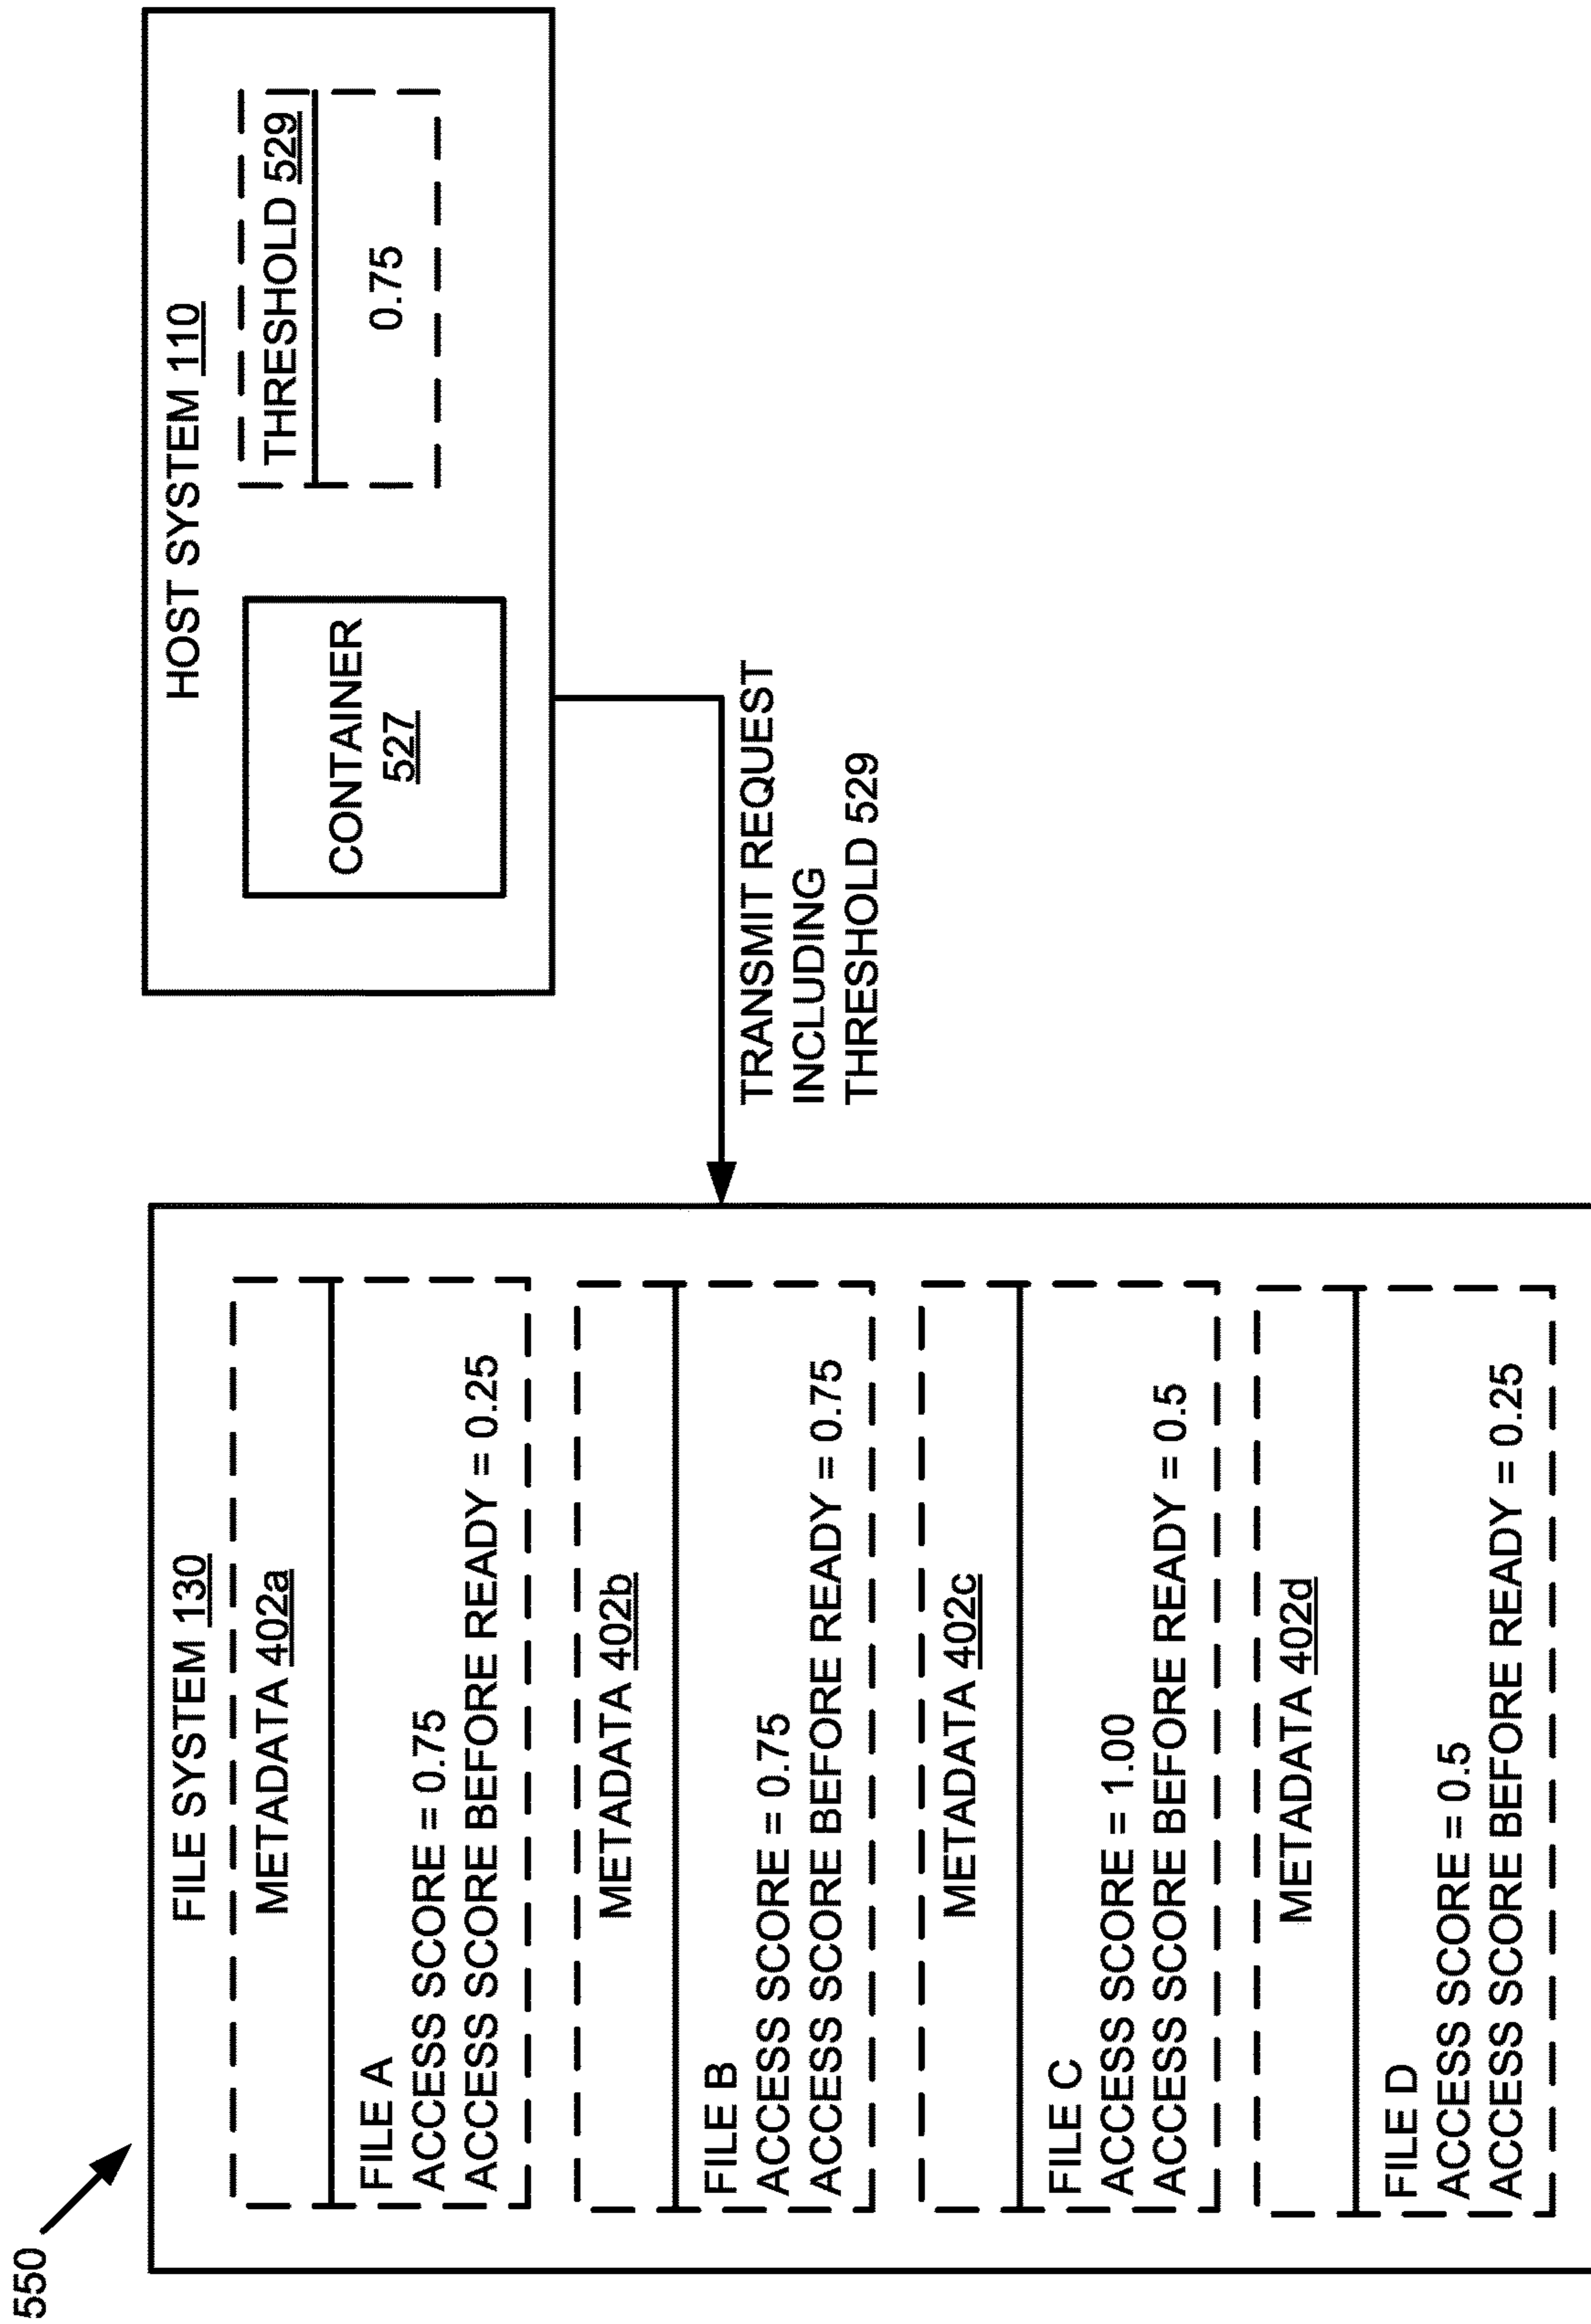 550
FILE SYSTEM 130
METADATA 402a
FILE A
ACCESS SCORE = 0.75
ACCESS SCORE BEFORE READY = 0.25
METADATA 402b
FILE B
ACCESS SCORE = 0.75
ACCESS SCORE BEFORE READY = 0.75
METADATA 402c
FILE C
ACCESS SCORE = 1.00
ACCESS SCORE BEFORE READY = 0.5
METADATA 402d
FILE D
ACCESS SCORE = 0.5
ACCESS SCORE BEFORE READY = 0.25
TRANSMIT REQUEST
INCLUDING
THRESHOLD 529
HOST SYSTEM 110
CONTAINER
527
THRESHOLD 529
0.75